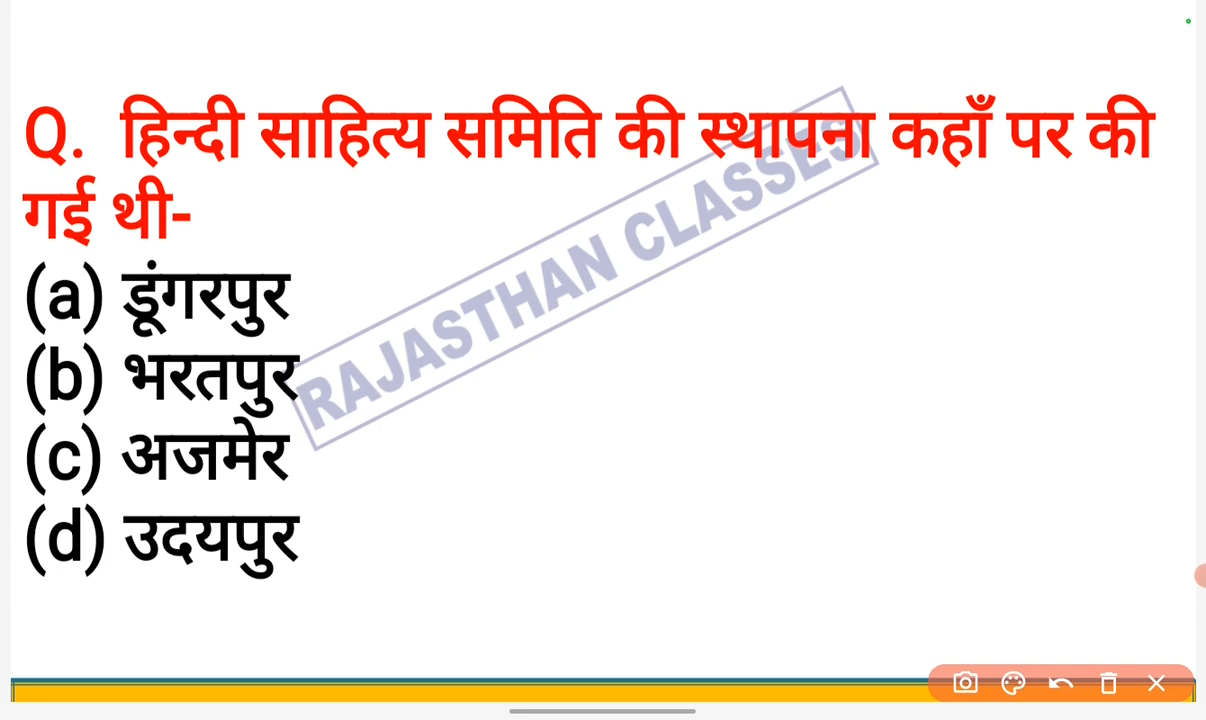 Q. हिन्दी साहित्य समिति की स्थापना कहाँ पर की
गई थी-
(a) डूंगरपुर
(b) भरतपुर
(c) अजमेर
(d) उदयपुर
RAJASTHAN CLASSES